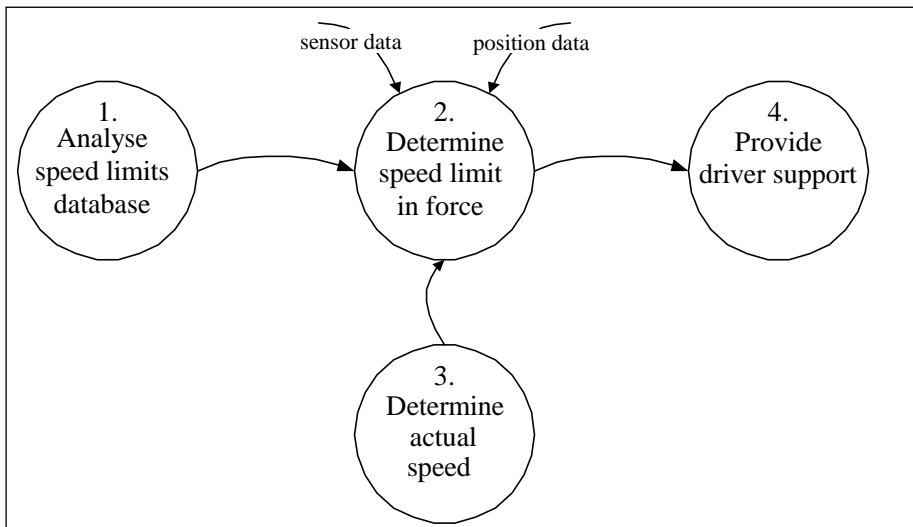 sensor data
position data
1.
Analyse
speed limits
database
2.
Determine
speed limit
in force
4.
Provide
driver support
3.
Determine
actual
speed